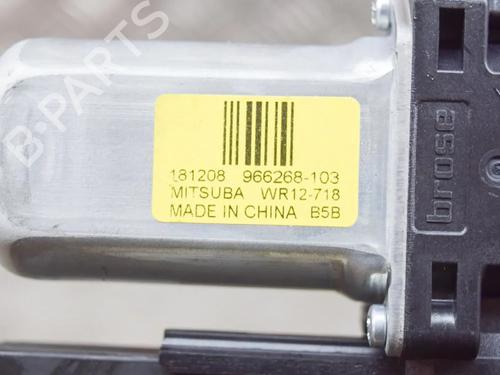 B-PARTS
181208 966268-103
MITSUBA WR12-718
MADE IN CHINA B5B
brose